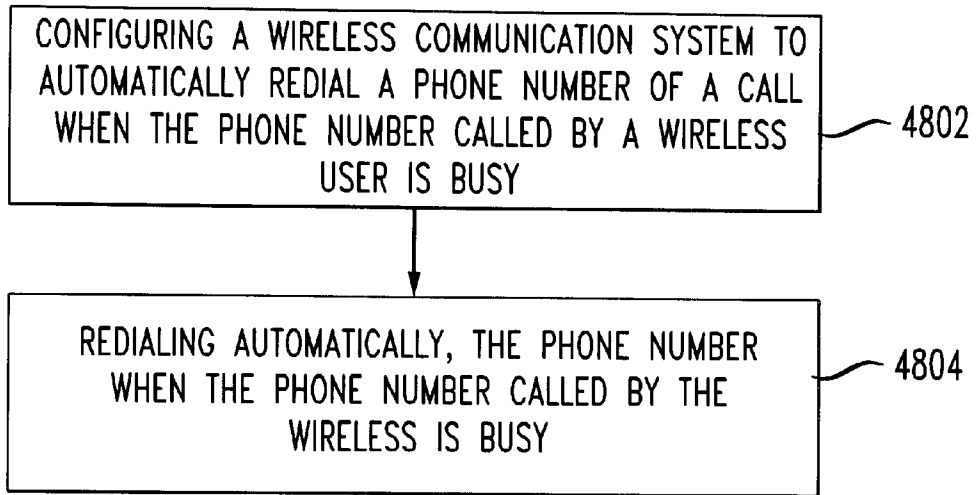 CONFIGURING A WIRELESS COMMUNICATION SYSTEM TO
AUTOMATICALLY REDIAL A PHONE NUMBER OF A CALL
WHEN THE PHONE NUMBER CALLED BY A WIRELESS
USER IS BUSY
4802
REDIALING AUTOMATICALLY, THE PHONE NUMBER
WHEN THE PHONE NUMBER CALLED BY THE
WIRELESS IS BUSY
4804